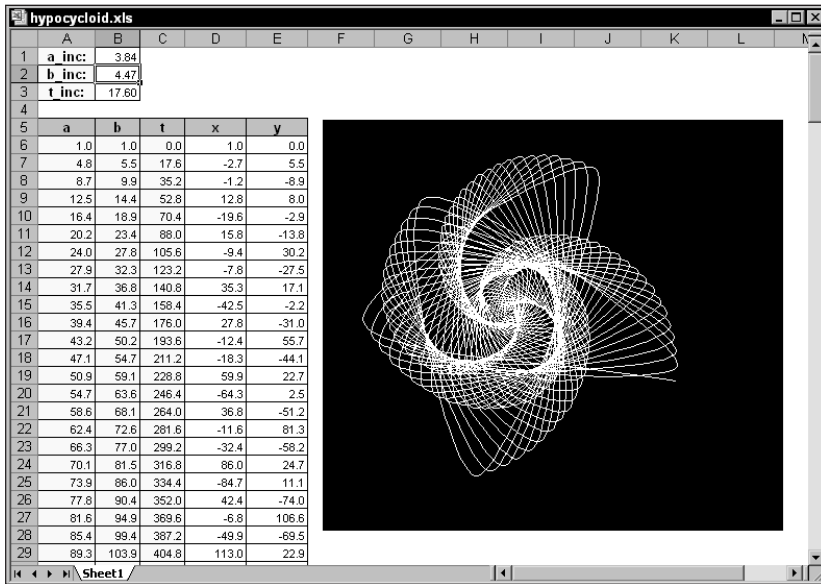 hypocycloid.xls
A B C D E F G H I J K L M
1 a_inc: 3.84
2 b_inc: 4.47
3 t_inc: 17.60
4
5 a b t x y
6 1.0 1.0 0.0 1.0 0.0
7 4.8 5.5 17.6 -2.7 5.5
8 8.7 9.9 35.2 -1.2 -8.9
9 12.5 14.4 52.8 12.8 8.0
10 16.4 18.9 70.4 -19.6 -2.9
11 20.2 23.4 88.0 15.8 -13.8
12 24.0 27.8 105.6 -9.4 30.2
13 27.9 32.3 123.2 -7.8 -27.5
14 31.7 36.8 140.8 35.3 17.1
15 35.5 41.3 158.4 -42.5 -2.2
16 39.4 45.7 176.0 27.8 -31.0
17 43.2 50.2 193.6 -12.4 55.7
18 47.1 54.7 211.2 -18.3 -44.1
19 50.9 59.1 228.8 59.9 22.7
20 54.7 63.6 246.4 -64.3 2.5
21 58.6 68.1 264.0 36.8 -51.2
22 62.4 72.6 281.6 -11.6 81.3
23 66.3 77.0 299.2 -32.4 -58.2
24 70.1 81.5 316.8 86.0 24.7
25 73.9 86.0 334.4 -84.7 11.1
26 77.8 90.4 352.0 42.4 -74.0
27 81.6 94.9 369.6 -6.8 106.6
28 85.4 99.4 387.2 -49.9 -69.5
29 89.3 103.9 404.8 113.0 22.9
Sheet1